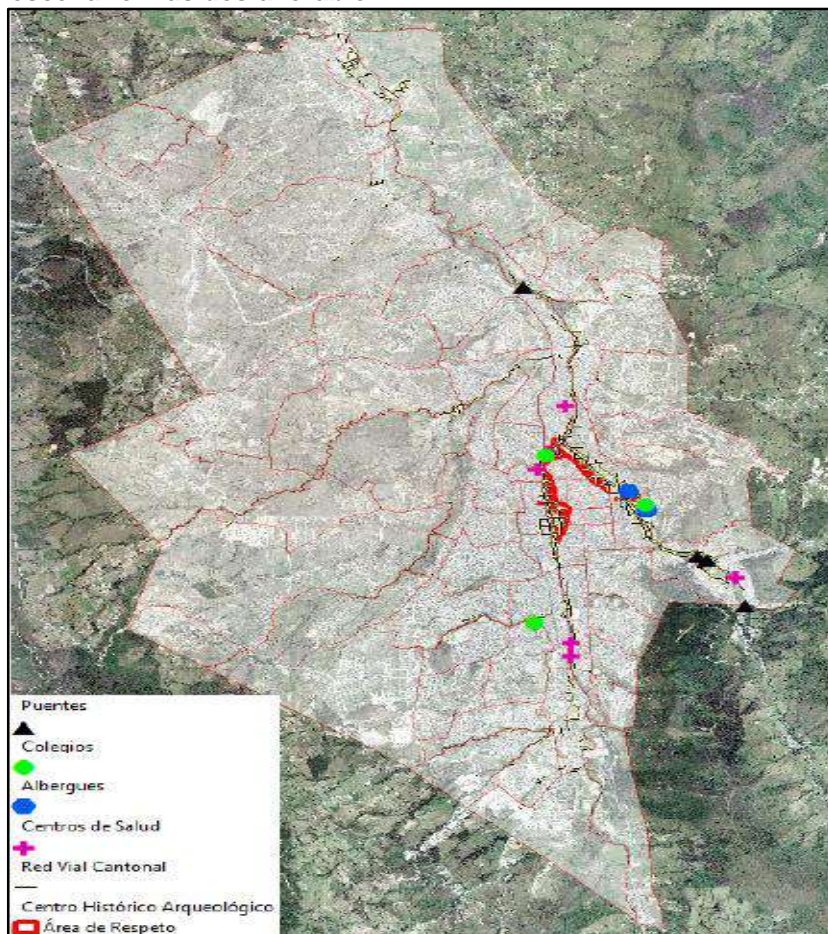 Puentes
Colegios
Albergues
Centros de Salud
Red Vial Cantonal
Centro Histórico Arqueológico
Área de Respeto